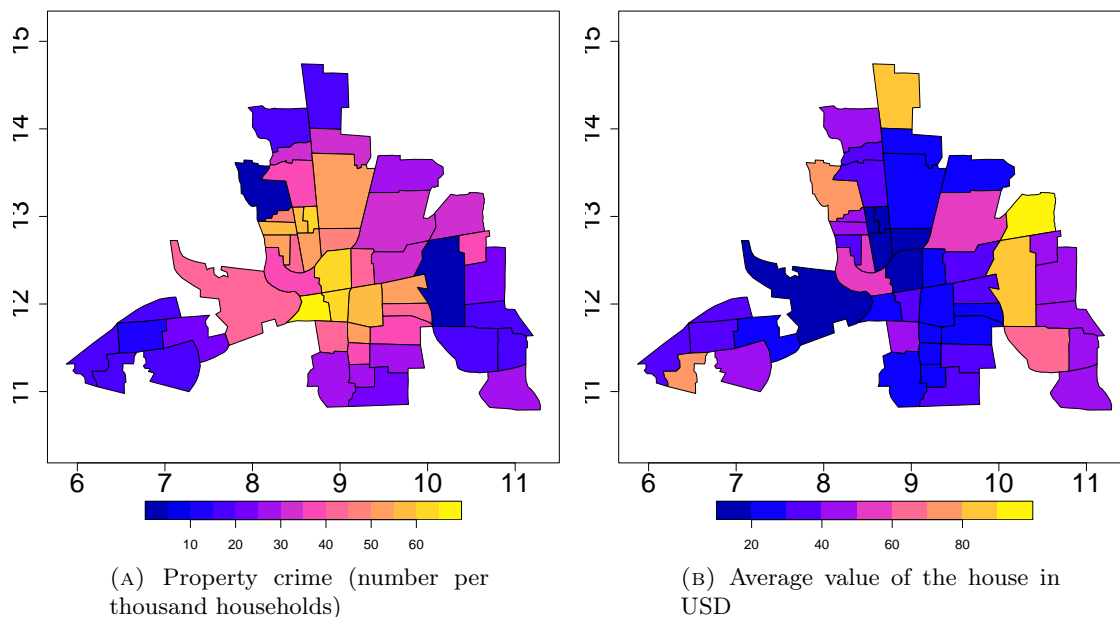 15
14
13
12
11
6 7 8 9 10 11
10 20 30 40 50 60
(A) Property crime (number per
thousand households)
15
14
13
12
11
6 7 8 9 10 11
20 40 60 80
(B) Average value of the house in
USD